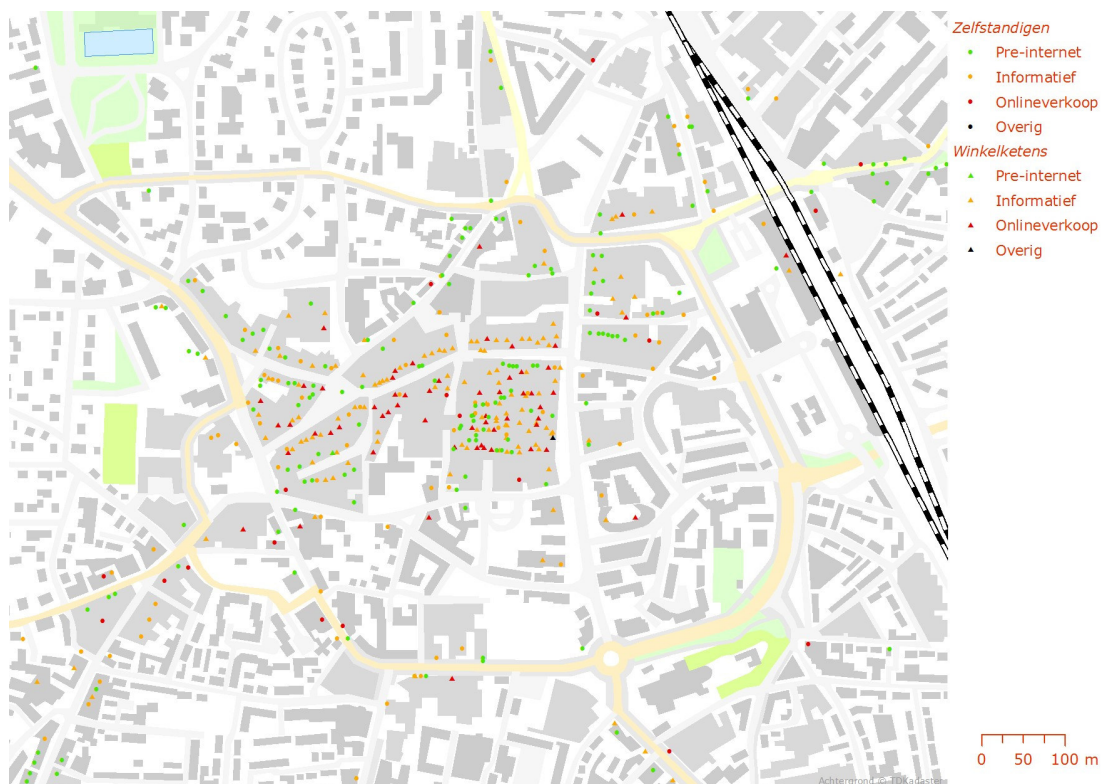 Zelfstandigen
Pre-internet
Informatief
Onlineverkoop
Overig
Winkelketens
Pre-internet
Informatief
Onlineverkoop
Overig
0 50 100 m
Achtergrond © TDKadaster